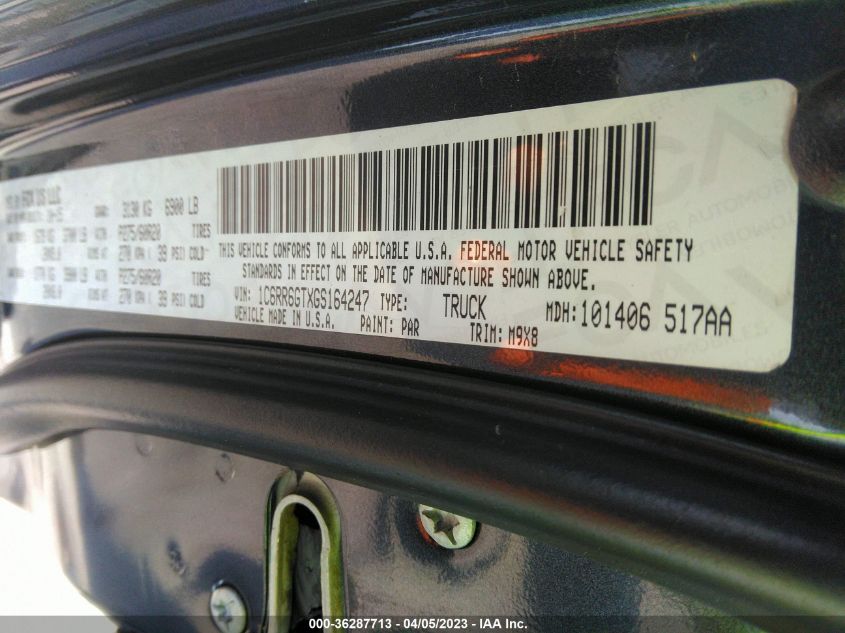 FCA US LLC
3130 KG 6900 LB
P275/60R20 TIRES
270 KPA / 39 PSI COLD
P275/60R20 TIRES
270 KPA / 39 PSI COLD
THIS VEHICLE CONFORMS TO ALL APPLICABLE U.S.A. FEDERAL MOTOR VEHICLE SAFETY
STANDARDS IN EFFECT ON THE DATE OF MANUFACTURE SHOWN ABOVE.
VIN: 1C6RR6GTXGS164247 TYPE: TRUCK MDH:101406 517AA
VEHICLE MADE IN U.S.A. PAINT: PAR TRIM: M9X8
000-36287713 - 04/05/2023 - IAA Inc.